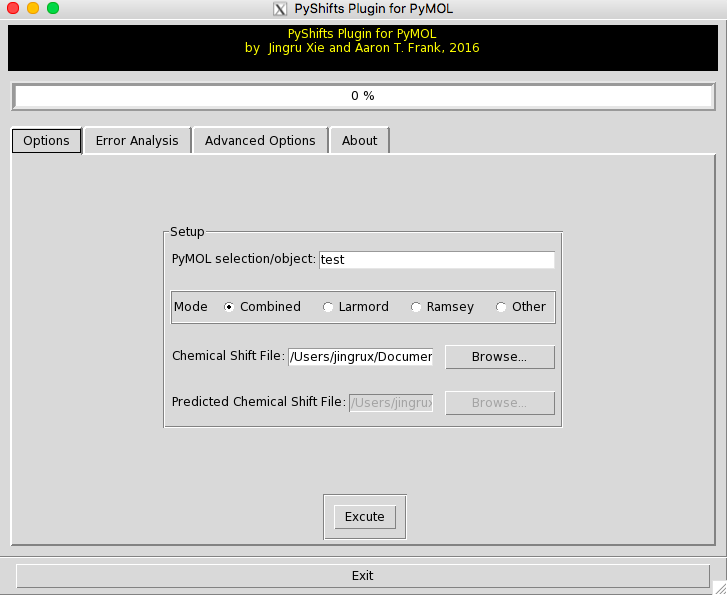 PyShifts Plugin for PyMOL
PyShifts Plugin for PyMOL
by Jingru Xie and Aaron T. Frank, 2016
0 %
Options Error Analysis Advanced Options About
Setup
PyMOL selection/object: test
Mode Combined Larmord Ramsey Other
Chemical Shift File: /Users/jingrux/Documer Browse...
Predicted Chemical Shift File: /Users/jingrux Browse...
Excute
Exit